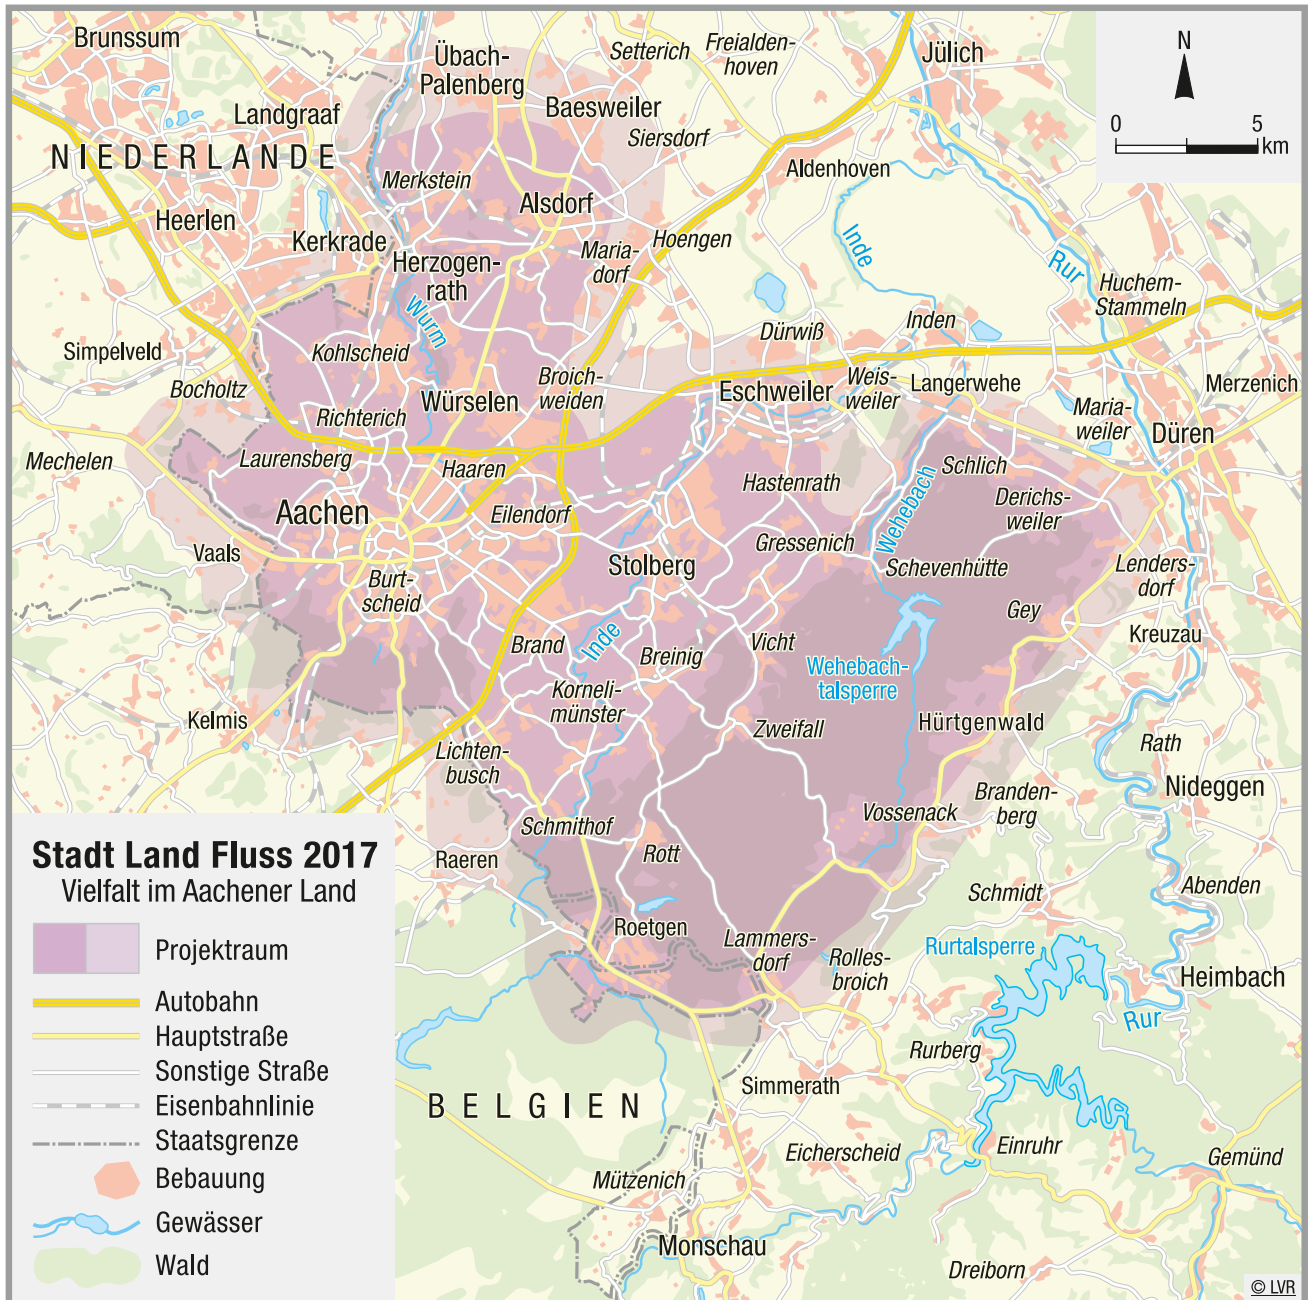 Brunssum
Übach-
Palenberg
Setterich
Freialden-
hoven
Jülich
N
0
5
km
Landgraaf
Baesweiler
Siersdorf
NIEDERLANDE
Merkstein
Aldenhoven
Heerlen
Alsdorf
Kerkrade
Maria-
dorf
Hoengen
Inde
Rur
Herzogen-
rath
Huchem-
Stammeln
Wurm
Dürwiß
Inden
Simpelveld
Kohlscheid
Bocholtz
Broich-
weiden
Eschweiler
Weis-
weiler
Langerwehe
Merzenich
Richterich
Würselen
Maria-
weiler
Düren
Mechelen
Laurensberg
Haaren
Hastenrath
Wehebach
Schlich
Derichs-
weiler
Aachen
Eilendorf
Gressenich
Vaals
Stolberg
Schevenhütte
Lenders-
dorf
Burt-
scheid
Gey
Brand
Inde
Breinig
Vicht
Kreuzau
Wehebach-
talsperre
Korneli-
münster
Kelmis
Zweifall
Hürtgenwald
Rath
Lichten-
busch
Nideggen
Branden-
berg
Vossenack
Schmithof
Rott
Raeren
Schmidt
Abenden
Roetgen
Lammers-
dorf
Rolles-
broich
Rurtalsperre
Heimbach
Rur
Rurberg
Simmerath
BELGIEN
Eicherscheid
Einruhr
Gemünd
Mützenich
Monschau
Dreiborn
Stadt Land Fluss 2017
Vielfalt im Aachener Land
Projektraum
Autobahn
Hauptstraße
Sonstige Straße
Eisenbahnlinie
Staatsgrenze
Bebauung
Gewässer
Wald
© LVR